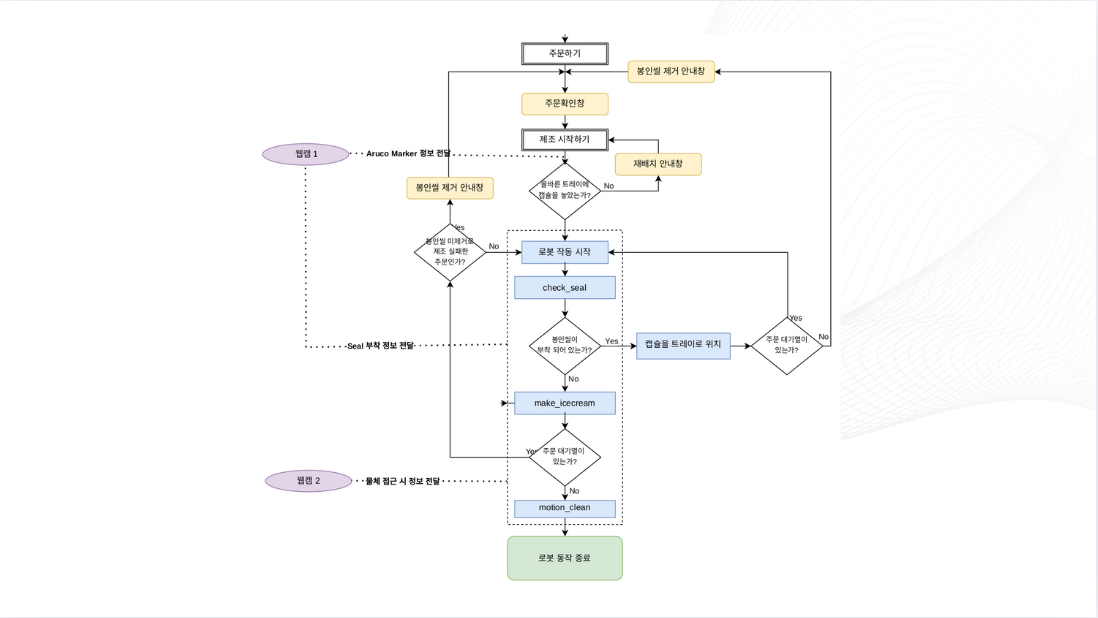 주문하기
봉인씰 제거 안내창
주문확인창
제조 시작하기
웹캠 1
Aruco Marker 정보 전달
재배치 안내창
올바른 트레이에
캡슐을 놓았는가?
No
봉인씰 제거 안내창
Yes
봉인씰 미제거로
제조 실패한
주문인가?
No
로봇 작동 시작
check_seal
Seal 부착 정보 전달
봉인씰이
부착 되어 있는가?
Yes
캡슐을 트레이로 위치
주문 대기열이
있는가?
Yes
No
No
make_icecream
Yes
주문 대기열이
있는가?
웹캠 2
물체 접근 시 정보 전달
No
motion_clean
로봇 동작 종료